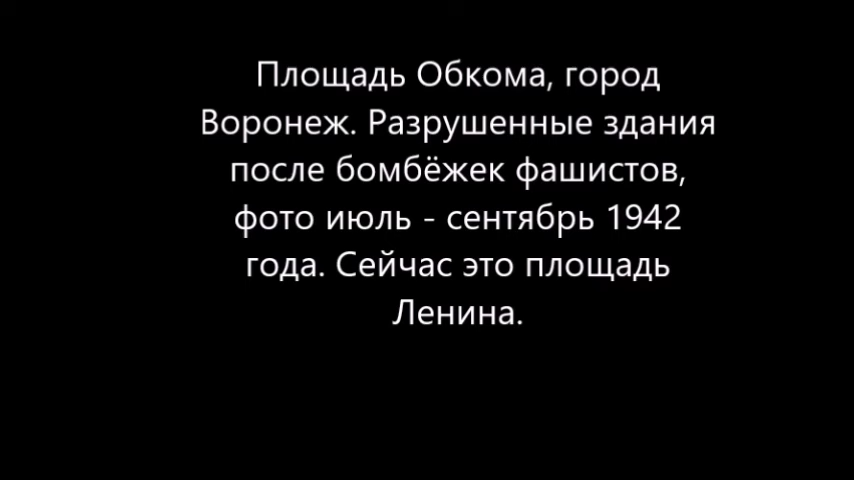 Площадь Обкома, город
Воронеж. Разрушенные здания
после бомбёжек фашистов,
фото июль - сентябрь 1942
года. Сейчас это площадь
Ленина.